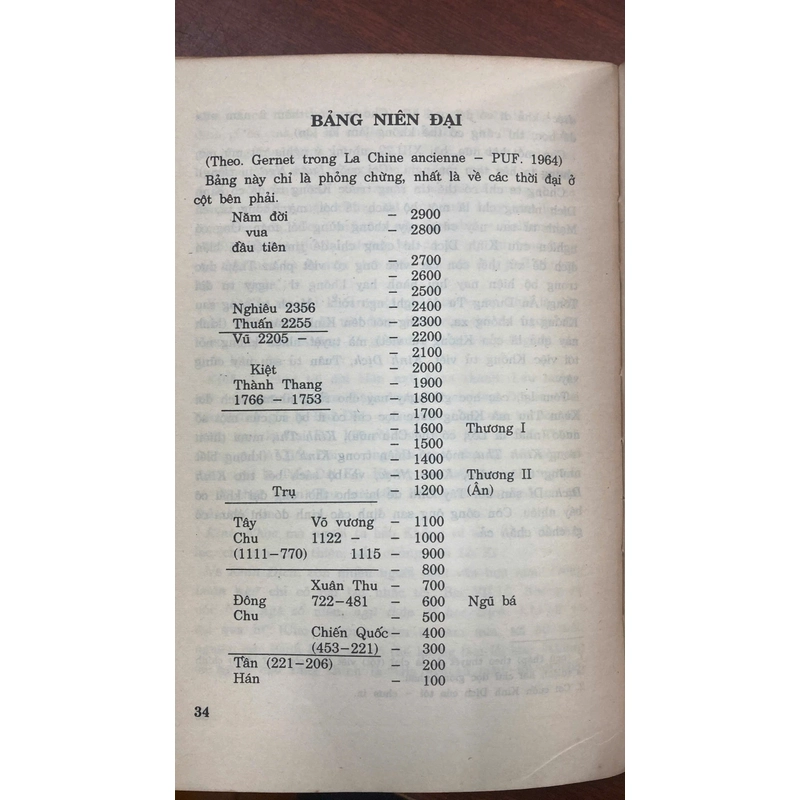 BẢNG NIÊN ĐẠI
(Theo. Gernet trong La Chine ancienne – PUF. 1964)
Bảng này chỉ là phỏng chừng, nhất là về các thời đại ở
cột bên phải.
Năm đời – 2900
vua – 2800
đầu tiên
– 2700
– 2600
– 2500
Nghiêu 2356 – 2400
Thuấn 2255 – 2300
Vũ 2205 – – 2200
– 2100
Kiệt – 2000
Thành Thang – 1900
1766 – 1753 – 1800
– 1700
– 1600 Thương I
– 1500
– 1400
– 1300 Thương II
Trụ – 1200 (Ân)
Tây Võ vương – 1100
Chu 1122 – – 1000
(1111–770) 1115 – 900
– 800
Xuân Thu – 700
Đông 722–481 – 600 Ngũ bá
Chu – 500
Chiến Quốc – 400
(453–221) – 300
Tần (221–206) – 200
Hán – 100
34